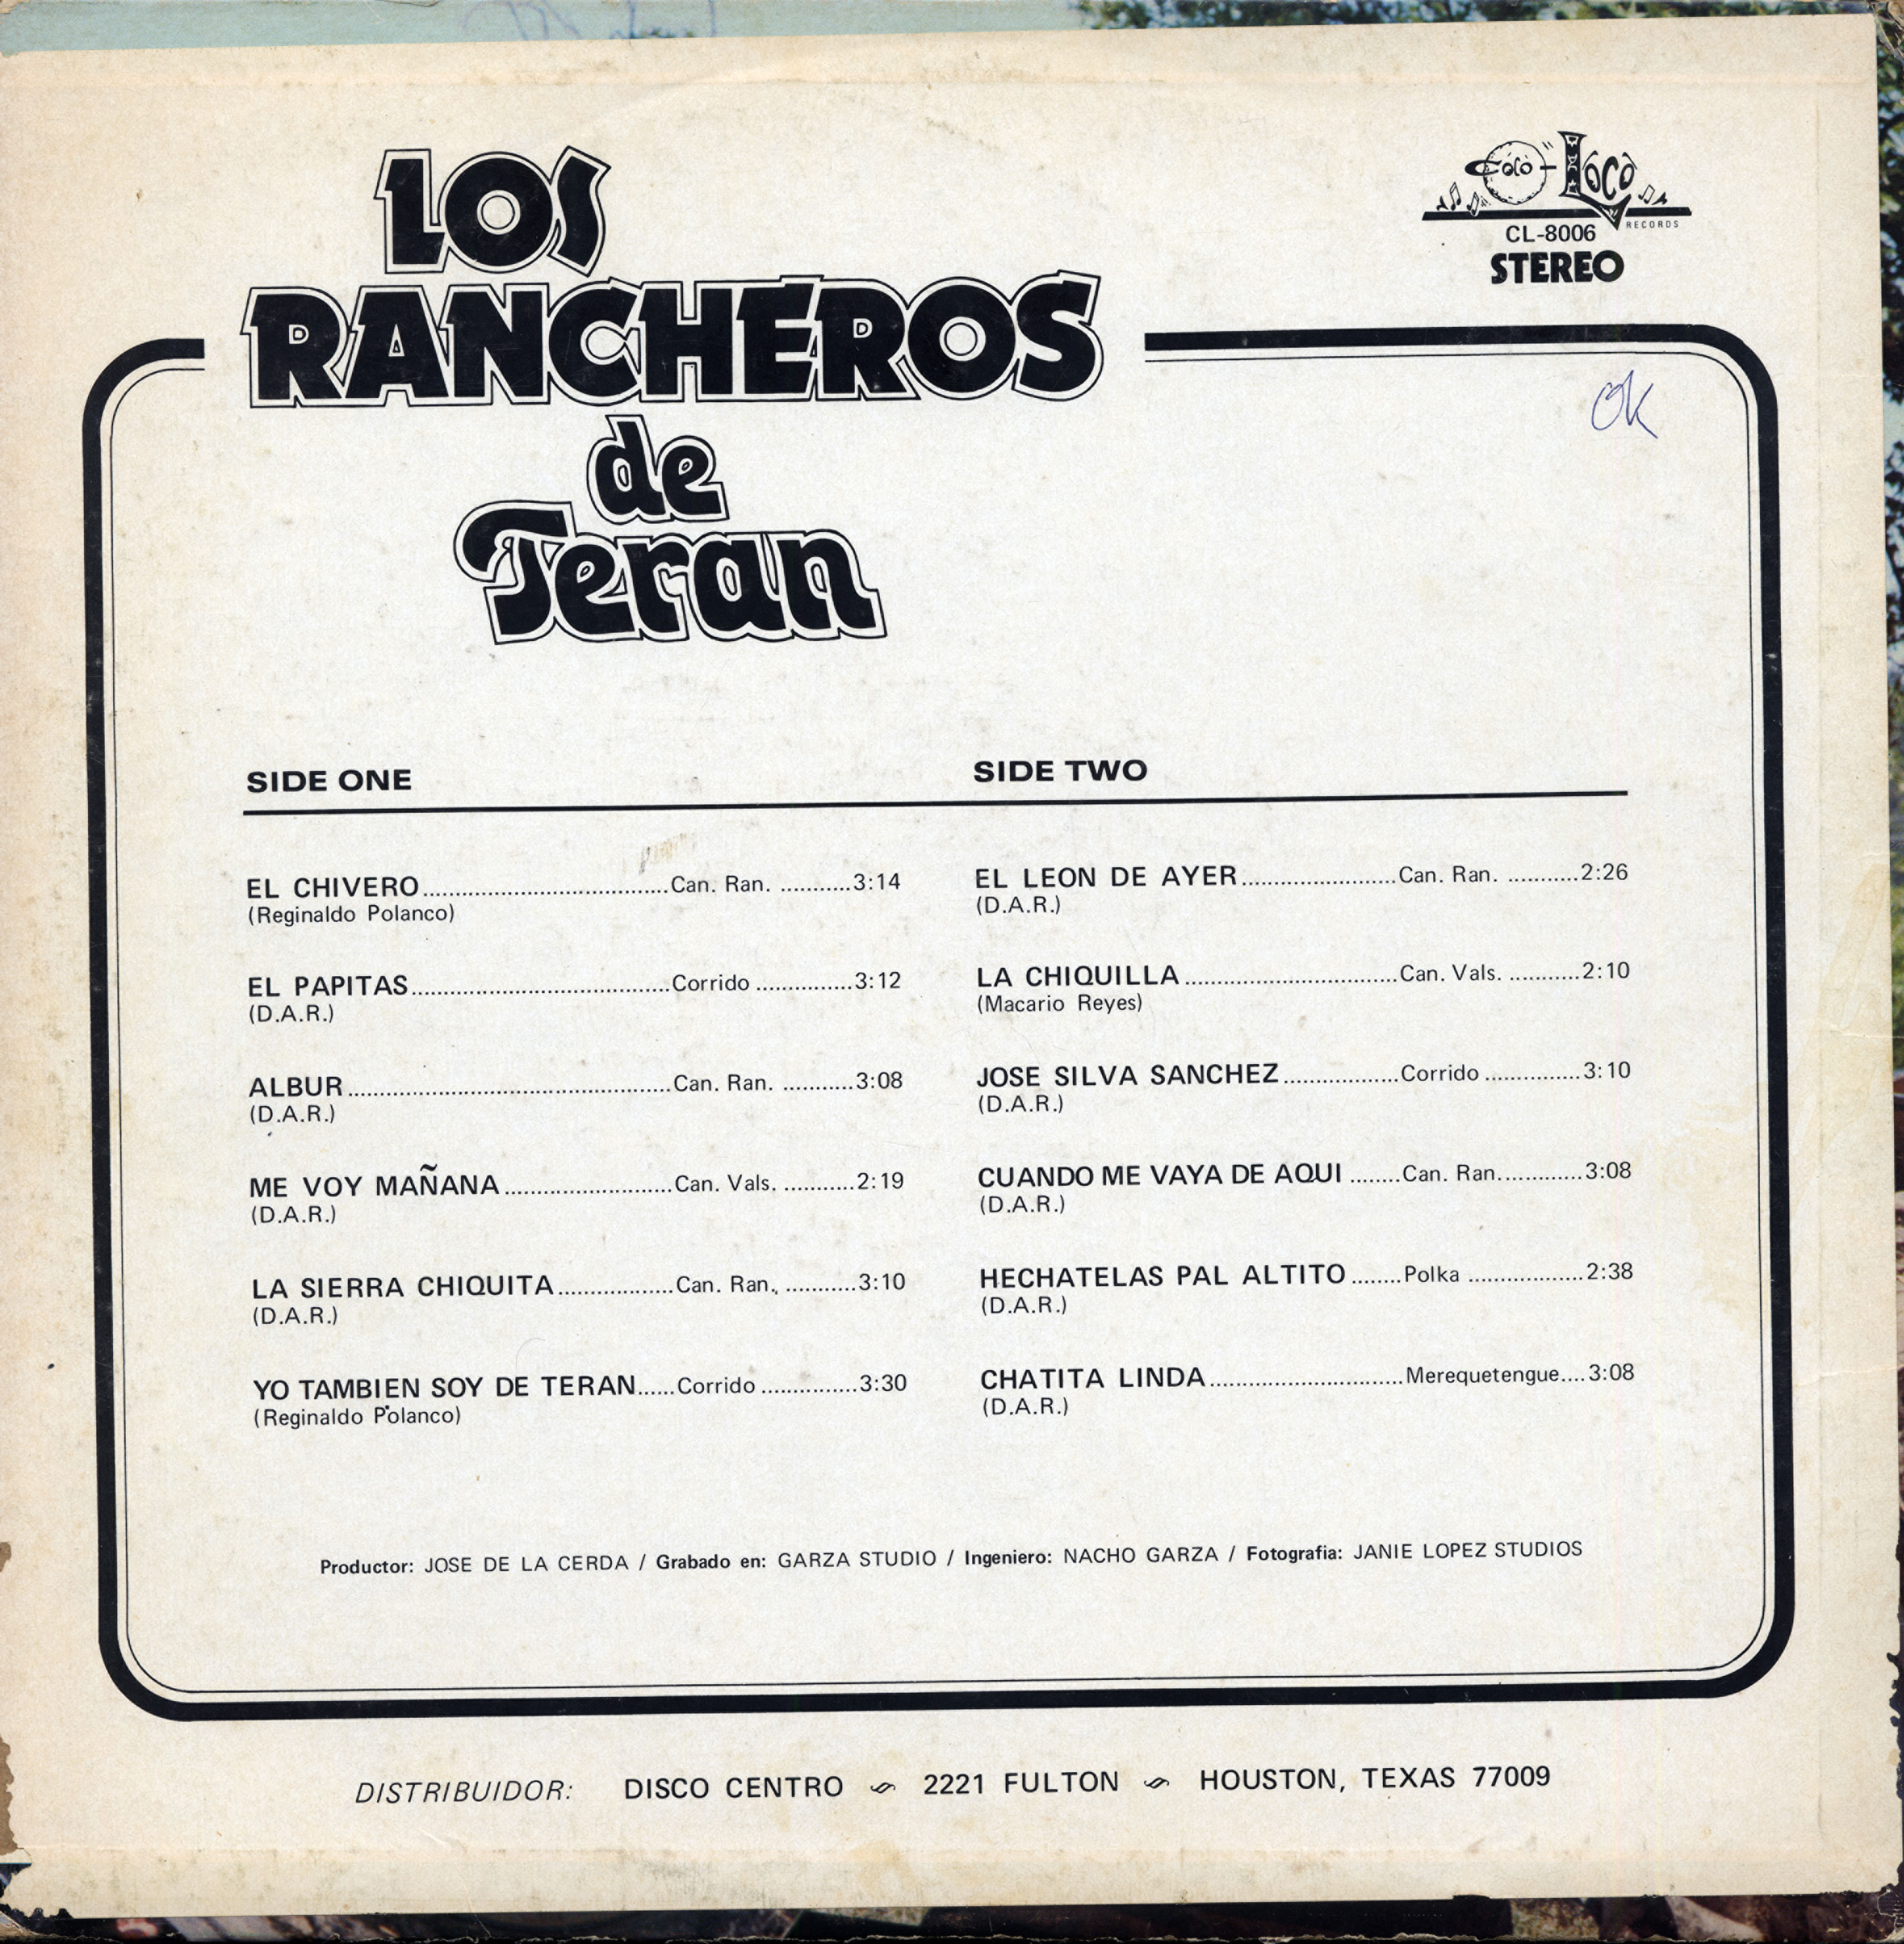 LOS
RANCHEROS
de
Teran
Coco-Loco
RECORDS
CL-8006
STEREO
OK
SIDE ONE
EL CHIVERO......................................Can. Ran. ...........3:14
(Reginaldo Polanco)
EL PAPITAS........................................Corrido ...............3:12
(D.A.R.)
ALBUR..................................................Can. Ran. ...........3:08
(D.A.R.)
ME VOY MAÑANA..........................Can. Vals. ...........2:19
(D.A.R.)
LA SIERRA CHIQUITA..................Can. Ran., ...........3:10
(D.A.R.)
YO TAMBIEN SOY DE TERAN......Corrido ...............3:30
(Reginaldo Polanco)
SIDE TWO
EL LEON DE AYER........................Can. Ran. ...........2:26
(D.A.R.)
LA CHIQUILLA.................................Can. Vals. ...........2:10
(Macario Reyes)
JOSE SILVA SANCHEZ..................Corrido ...............3:10
(D.A.R.)
CUANDO ME VAYA DE AQUI ........Can. Ran.............3:08
(D.A.R.)
HECHATELAS PAL ALTITO........Polka ..................2:38
(D.A.R.)
CHATITA LINDA..............................Merequetengue....3:08
(D.A.R.)
Productor: JOSE DE LA CERDA / Grabado en: GARZA STUDIO / Ingeniero: NACHO GARZA / Fotografia: JANIE LOPEZ STUDIOS
DISTRIBUIDOR: DISCO CENTRO 2221 FULTON HOUSTON, TEXAS 77009